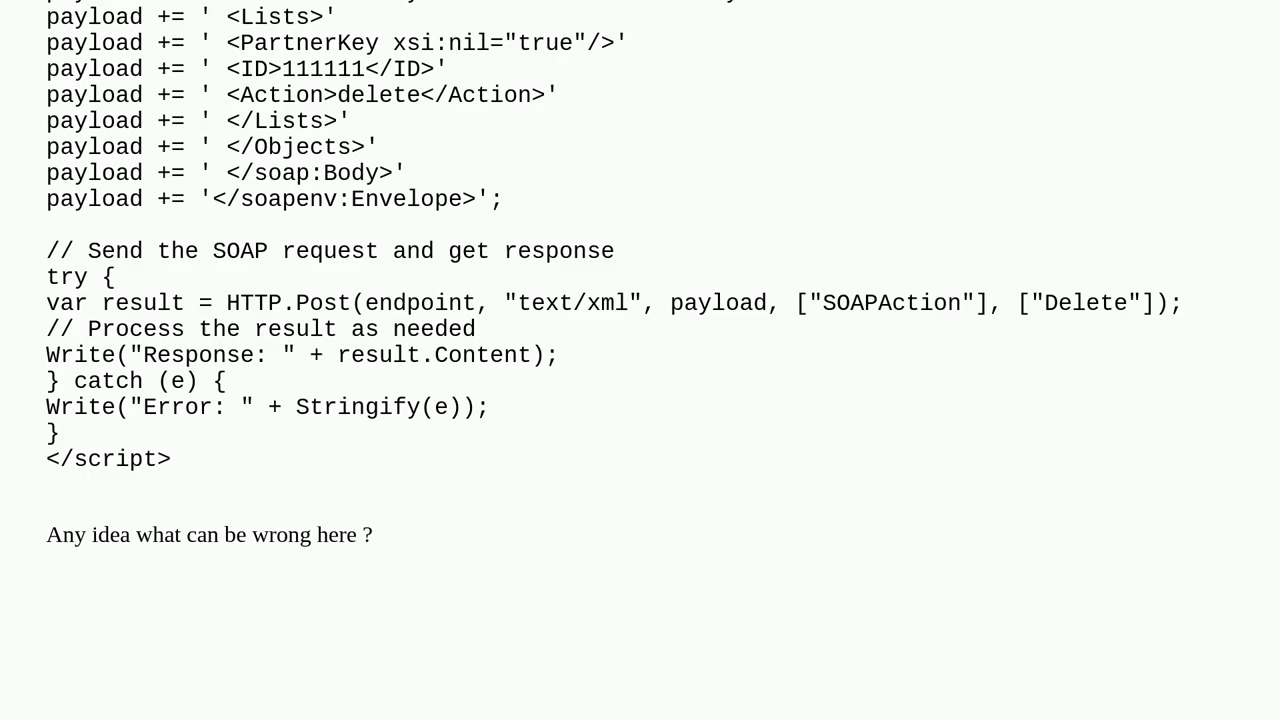 payload += ' <Lists>'
payload += ' <PartnerKey xsi:nil="true"/>'
payload += ' <ID>111111</ID>'
payload += ' <Action>delete</Action>'
payload += ' </Lists>'
payload += ' </Objects>'
payload += ' </soap:Body>'
payload += '</soapenv:Envelope>';
// Send the SOAP request and get response
try {
var result = HTTP.Post(endpoint, "text/xml", payload, ["SOAPAction"], ["Delete"]);
// Process the result as needed
Write("Response: " + result.Content);
} catch (e) {
Write("Error: " + Stringify(e));
}
</script>
Any idea what can be wrong here ?